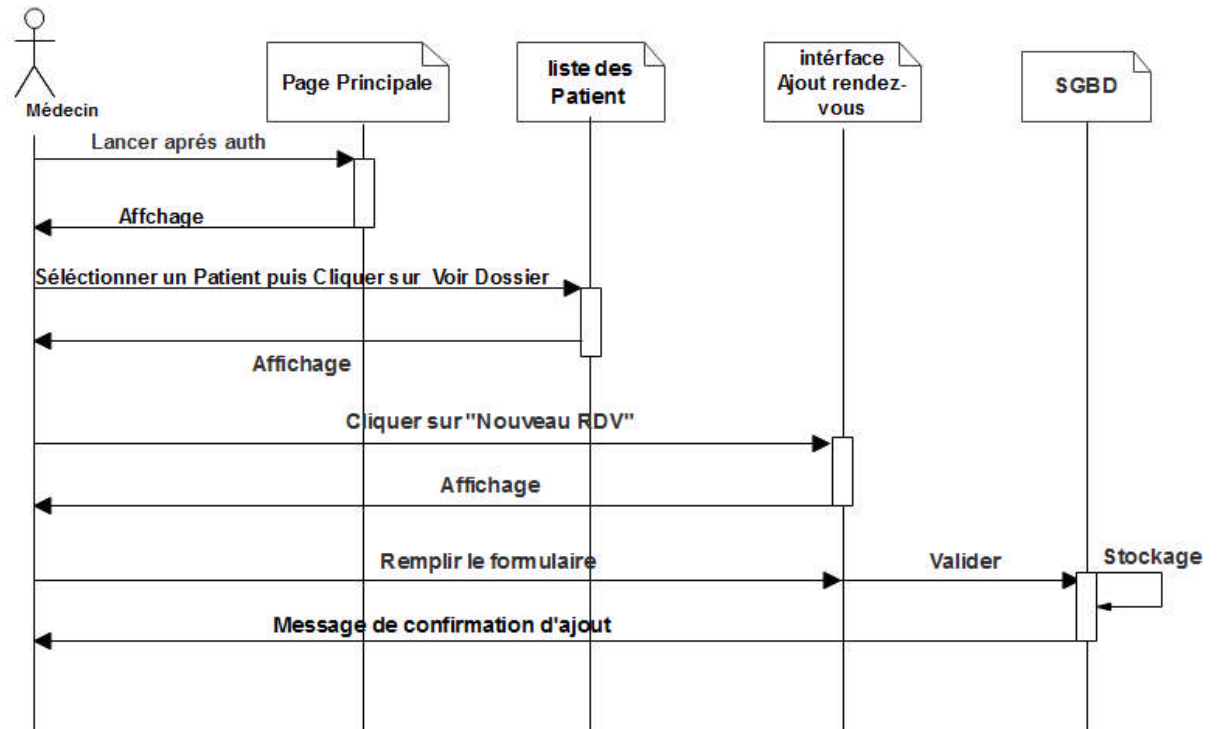 Médecin
Page Principale
liste des
Patient
intérface
Ajout rendez-
vous
SGBD
Lancer aprés auth
Affchage
Séléctionner un Patient puis Cliquer sur Voir Dossier
Affichage
Cliquer sur "Nouveau RDV"
Affichage
Remplir le formulaire
Valider
Stockage
Message de confirmation d'ajout